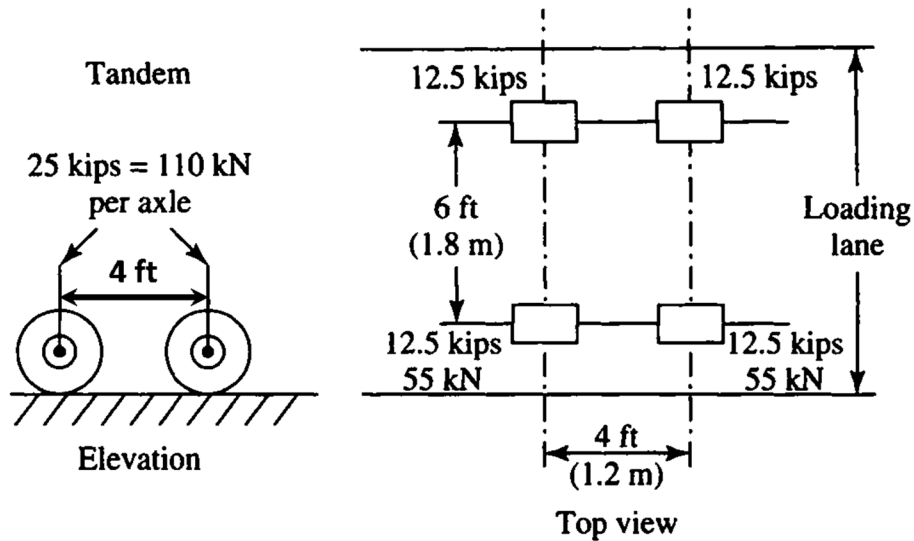 Tandem
25 kips = 110 kN
per axle
4 ft
Elevation
12.5 kips
12.5 kips
6 ft
(1.8 m)
Loading
lane
12.5 kips
55 kN
12.5 kips
55 kN
4 ft
(1.2 m)
Top view